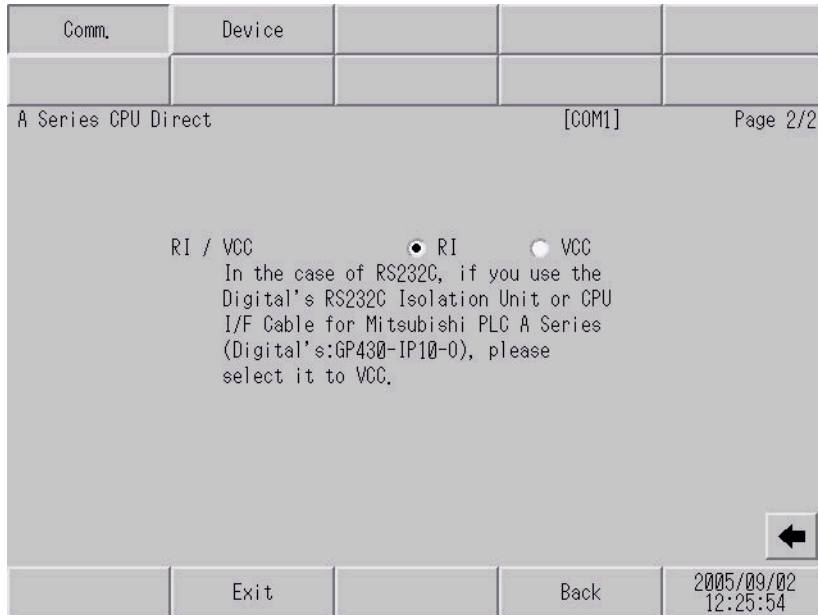 Comm. Device
A Series CPU Direct [COM1] Page 2/2
RI / VCC RI VCC
In the case of RS232C, if you use the
Digital's RS232C Isolation Unit or CPU
I/F Cable for Mitsubishi PLC A Series
(Digital's:GP430-IP10-O), please
select it to VCC.
Exit Back 2005/09/02
12:25:54